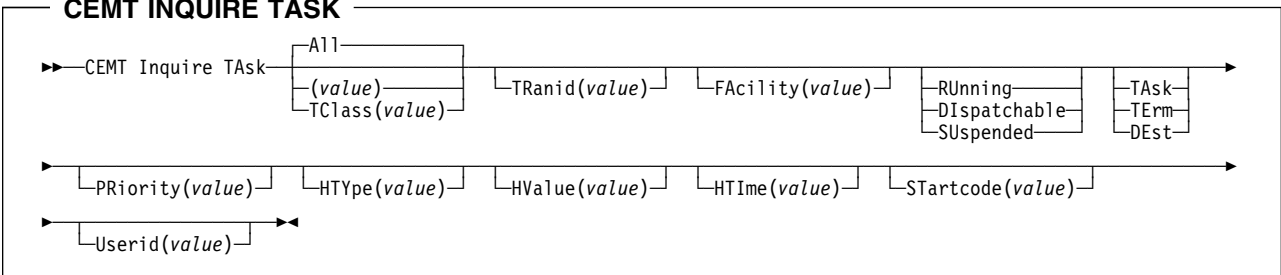 CEMT INQUIRE TASK
All
CEMT Inquire TAsk
(value) TRanid(value) FAcility(value) RUnning TAsk
TClass(value) DIspatchable TErm
SUspended DEst
PRiority(value) HTYpe(value) HValue(value) HTIme(value) STartcode(value)
Userid(value)